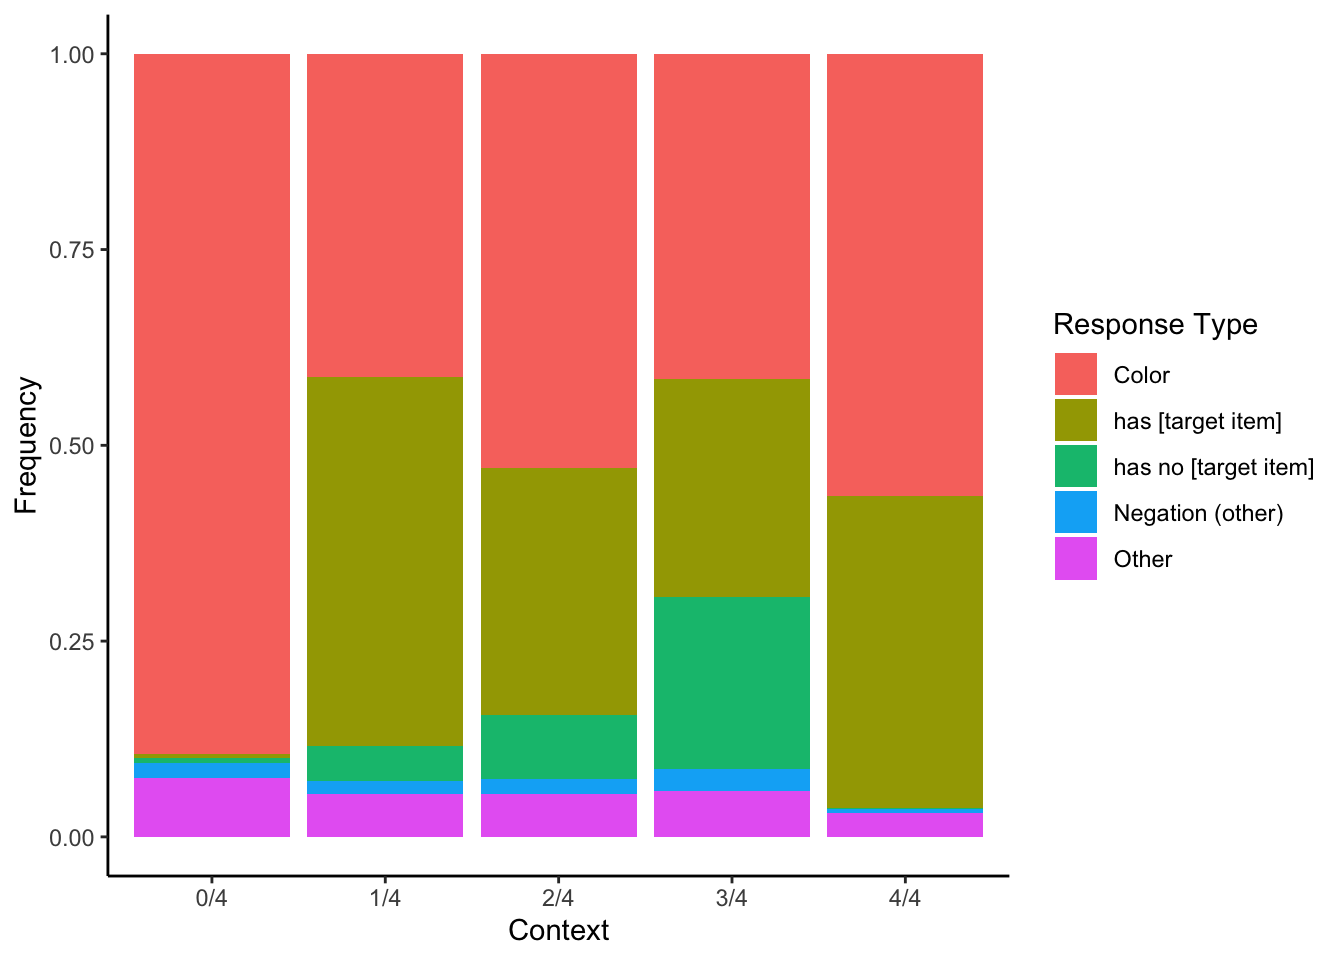 1.00
0.75
0.50
0.25
0.00
Frequency
0/4 1/4 2/4 3/4 4/4
Context
Response Type
Color
has [target item]
has no [target item]
Negation (other)
Other